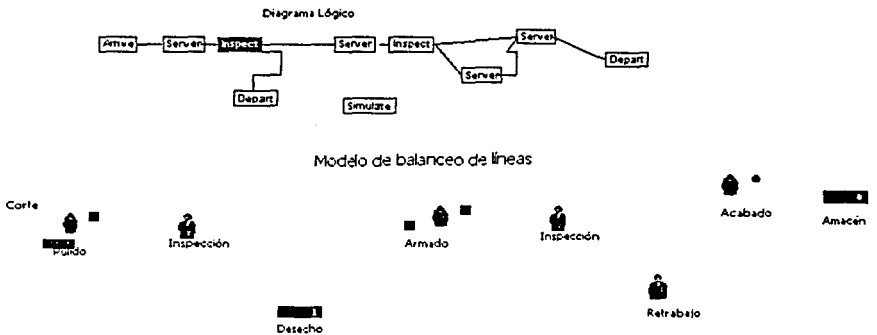 Diagrama Lógico
Arrive Server Inspect Server Inspect Server
Server
Depart
Depart
Simulate
Modelo de balanceo de líneas
Corte
Pulido
Inspección
Armado
Inspección
Acabado
Almacén
Retrabajo
Desecho